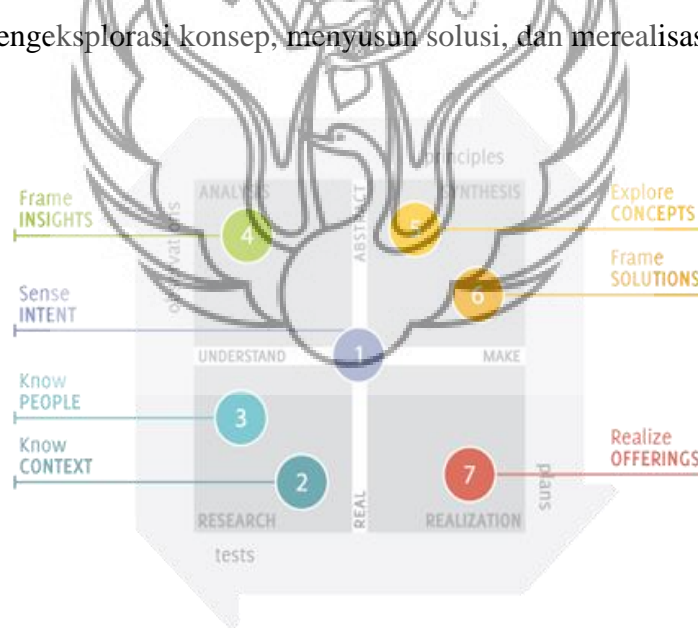 engeksplorasi konsep, menyusun solusi, dan merealisas
principles
ANALYSIS
SYNTHESIS
Frame
INSIGHTS
Explore
CONCEPTS
observations
ABSTRACT
4
5
Frame
SOLUTIONS
Sense
INTENT
6
1
UNDERSTAND
MAKE
Know
PEOPLE
3
Know
CONTEXT
2
Realize
OFFERINGS
7
plans
REAL
RESEARCH
REALIZATION
tests